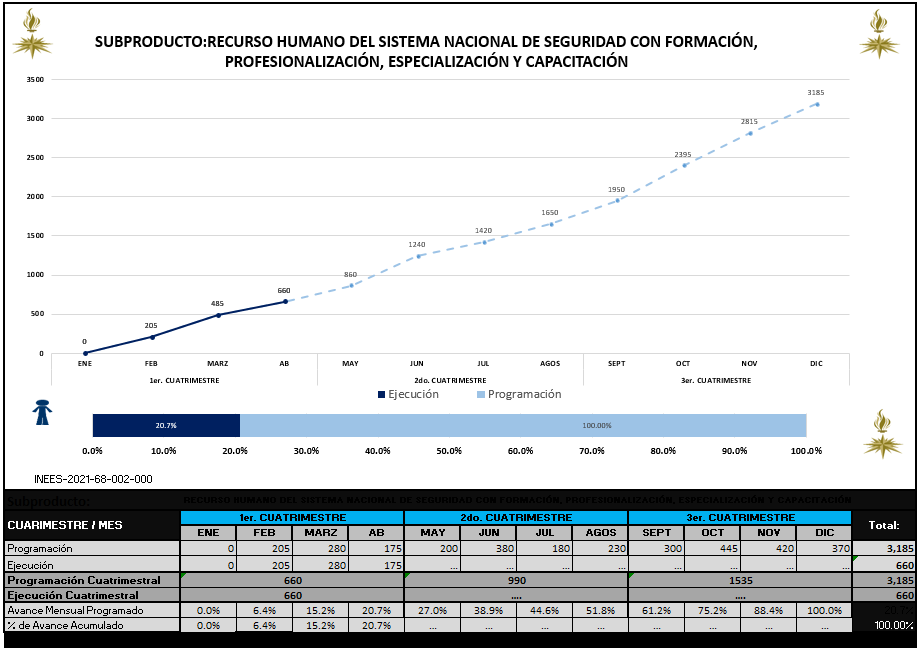 SUBPRODUCTO:RECURSO HUMANO DEL SISTEMA NACIONAL DE SEGURIDAD CON FORMACIÓN,
PROFESIONALIZACIÓN, ESPECIALIZACIÓN Y CAPACITACIÓN
3500
3000
2500
2000
1500
1000
500
0
0
205
485
660
860
1240
1420
1650
1950
2395
2815
3185
ENE FEB MARZ AB MAY JUN JUL AGOS SEPT OCT NOV DIC
1er. CUATRIMESTRE 2do. CUATRIMESTRE 3er. CUATRIMESTRE
Ejecución Programación
20.7% 100.00%
0.0% 10.0% 20.0% 30.0% 40.0% 50.0% 60.0% 70.0% 80.0% 90.0% 100.0%
INEES-2021-68-002-000
Subproducto: RECURSO HUMANO DEL SISTEMA NACIONAL DE SEGURIDAD CON FORMACIÓN, PROFESIONALIZACIÓN, ESPECIALIZACIÓN Y CAPACITACIÓN
CUARIMESTRE / MES 1er. CUATRIMESTRE 2do. CUATRIMESTRE 3er. CUATRIMESTRE Total:
ENE FEB MARZ AB MAY JUN JUL AGOS SEPT OCT NOV DIC
Programación 0 205 280 175 200 380 180 230 300 445 420 370 3,185
Ejecución 0 205 280 175 ... ... ... ... ... ... ... ... 660
Programación Cuatrimestral 660 990 1535 3,185
Ejecución Cuatrimestral 660 .... .... 660
Avance Mensual Programado 0.0% 6.4% 15.2% 20.7% 27.0% 38.9% 44.6% 51.8% 61.2% 75.2% 88.4% 100.0% 20.7%
% de Avance Acumulado 0.0% 6.4% 15.2% 20.7% ... ... ... ... ... ... ... ... 100.00%